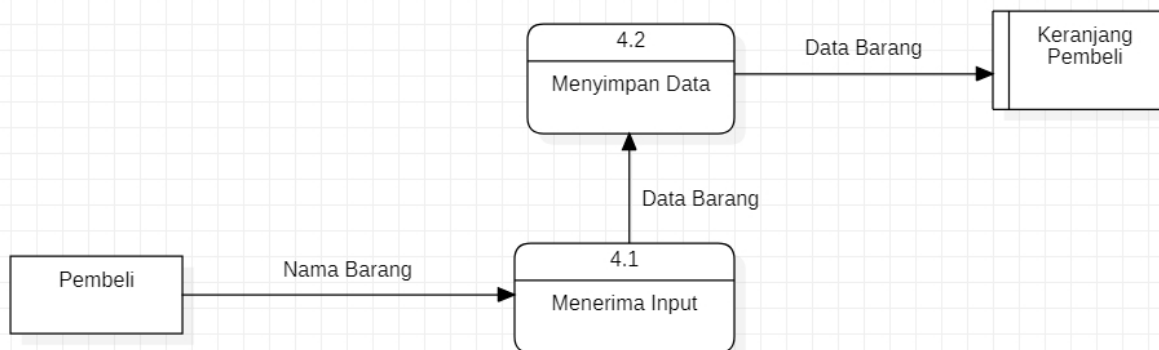 4.2
Menyimpan Data
Data Barang
Keranjang
Pembeli
Data Barang
Pembeli
Nama Barang
4.1
Menerima Input